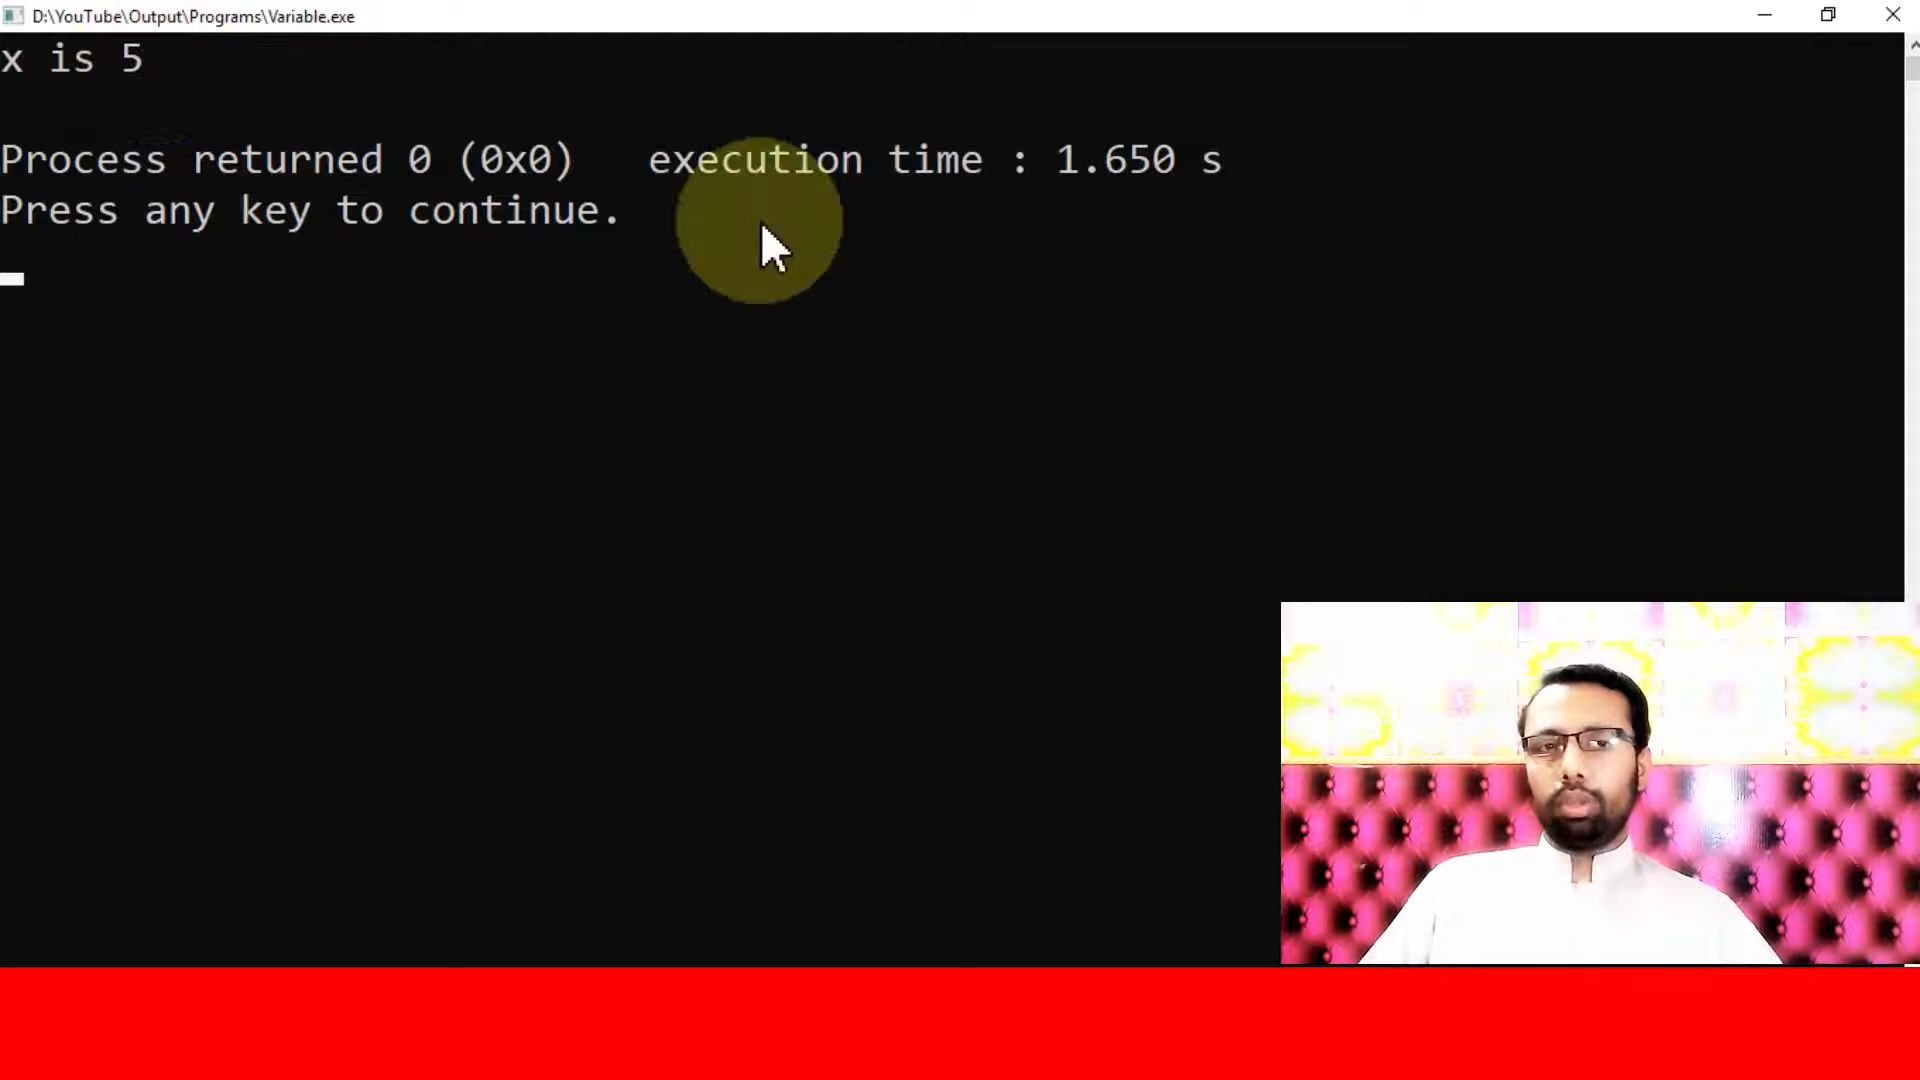 D:\YouTube\Output\Programs\Variable.exe
x is 5
Process returned 0 (0x0)   execution time : 1.650 s
Press any key to continue.